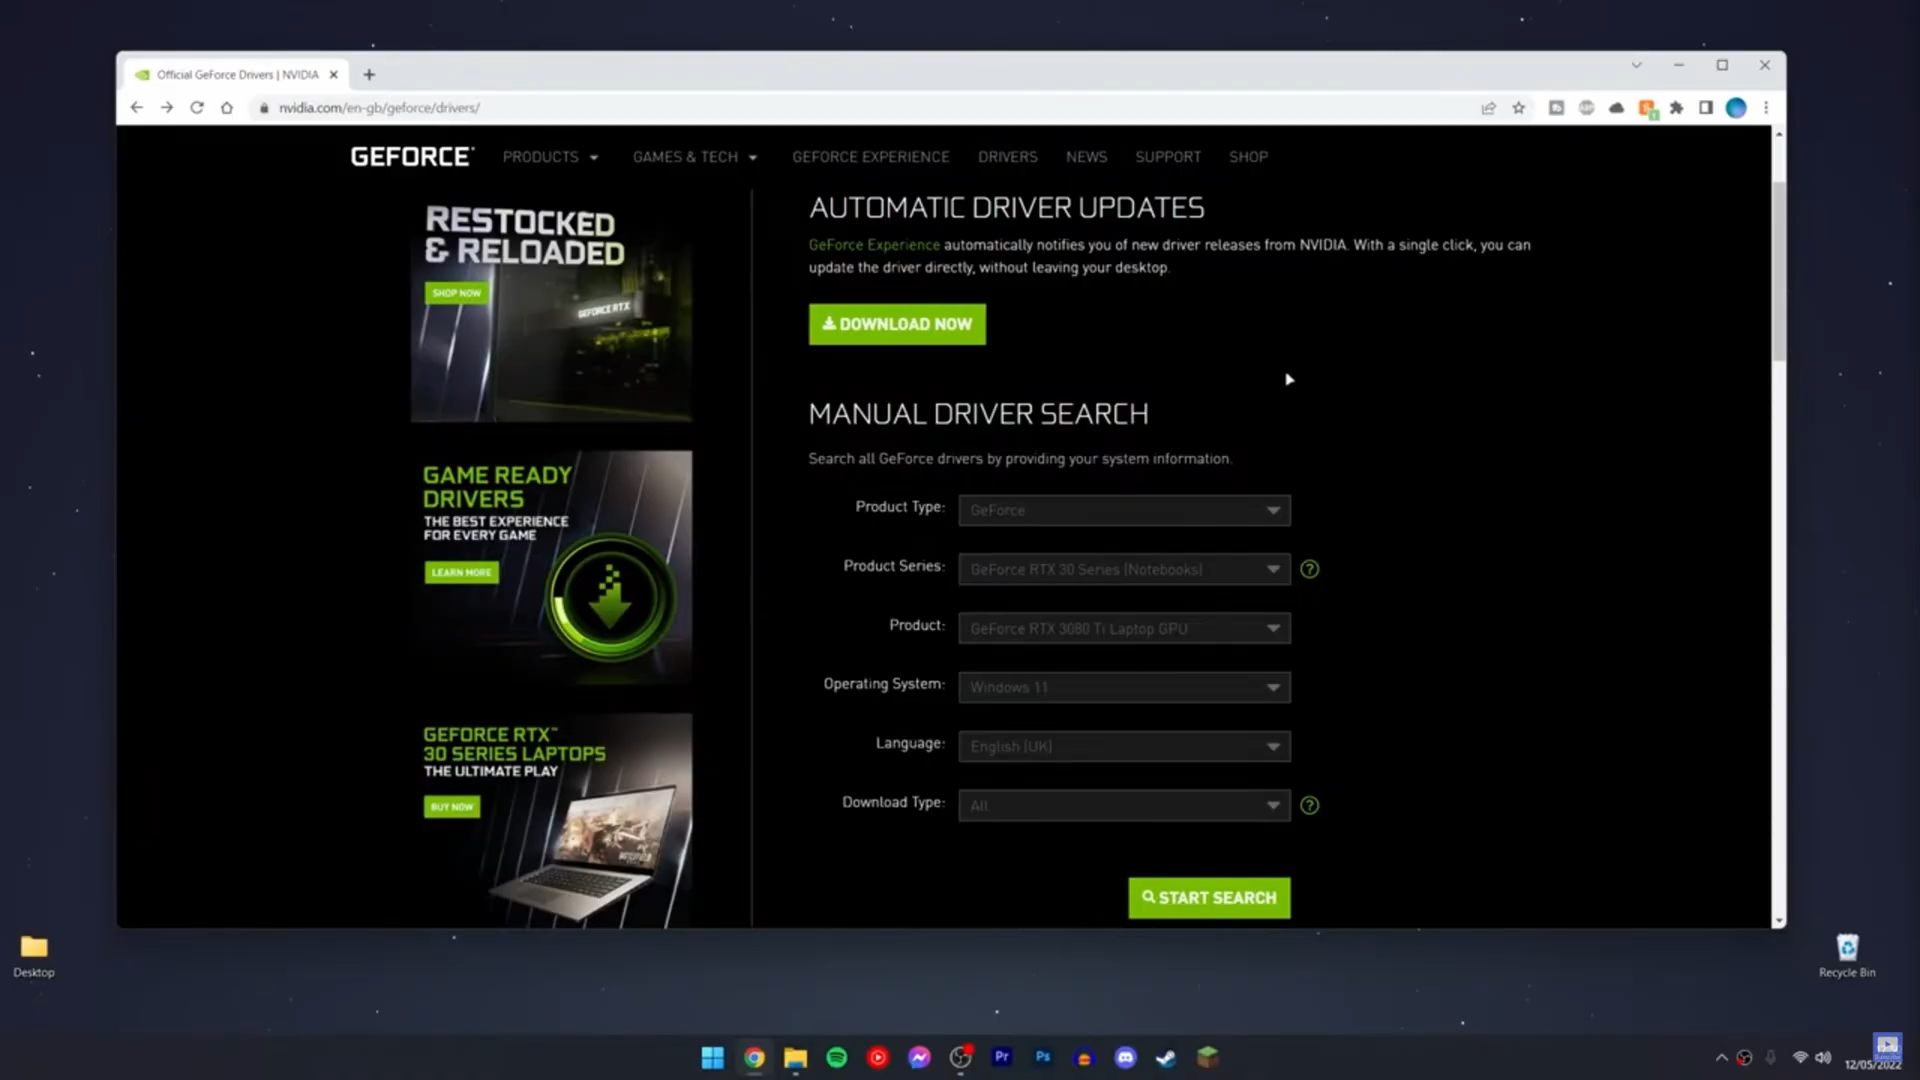 Official GeForce Drivers | NVIDIA
nvidia.com/en-gb/geforce/drivers/
GEFORCE
PRODUCTS
GAMES & TECH
GEFORCE EXPERIENCE
DRIVERS
NEWS
SUPPORT
SHOP
RESTOCKED
& RELOADED
SHOP NOW
GEFORCE RTX
GAME READY
DRIVERS
THE BEST EXPERIENCE
FOR EVERY GAME
LEARN MORE
GEFORCE RTX™
30 SERIES LAPTOPS
THE ULTIMATE PLAY
BUY NOW
AUTOMATIC DRIVER UPDATES
GeForce Experience automatically notifies you of new driver releases from NVIDIA. With a single click, you can
update the driver directly, without leaving your desktop.
DOWNLOAD NOW
MANUAL DRIVER SEARCH
Search all GeForce drivers by providing your system information.
Product Type: GeForce
Product Series: GeForce RTX 30 Series (Notebooks)
Product: GeForce RTX 3080 Ti Laptop GPU
Operating System: Windows 11
Language: English (UK)
Download Type: All
START SEARCH
Desktop
Recycle Bin
Pr
Ps
12/05/2022